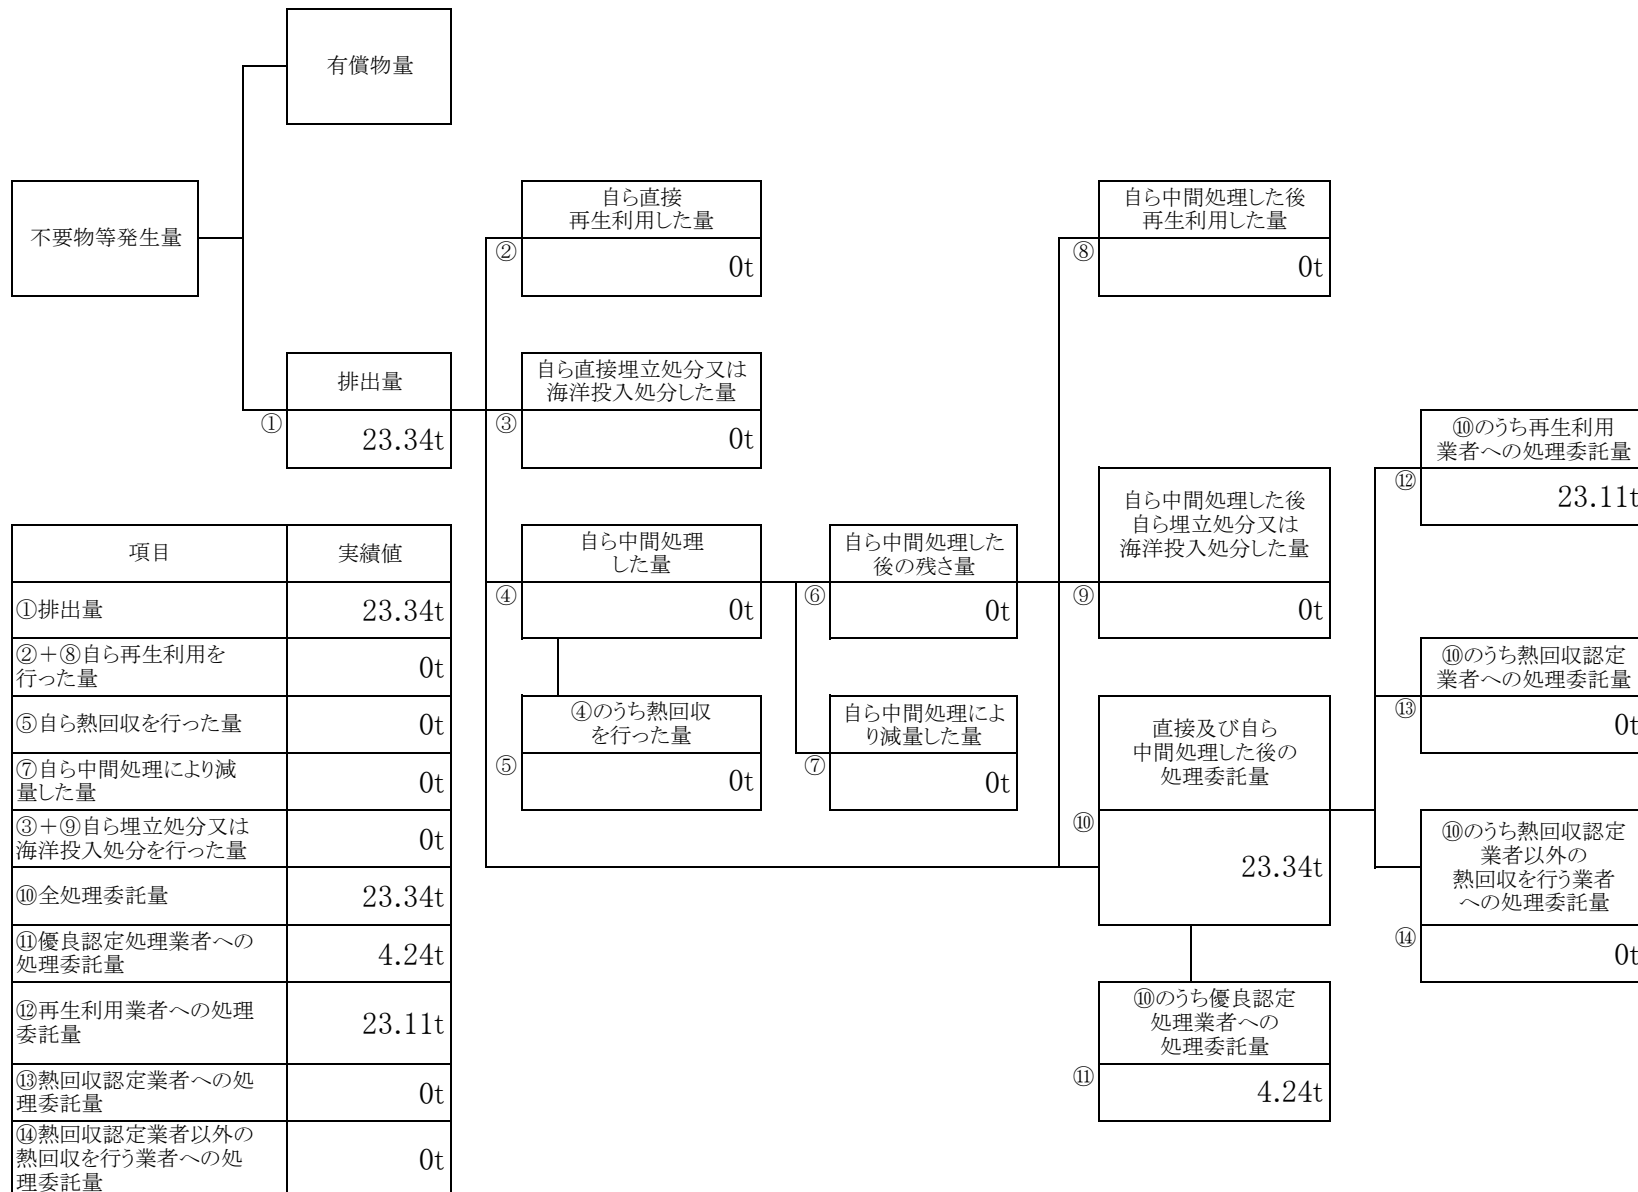 有償物量
不要物等発生量
自ら直接
再生利用した量
②
0t
自ら中間処理した後
再生利用した量
⑧
0t
排出量
①
23.34t
自ら直接埋立処分又は
海洋投入処分した量
③
0t
⑩のうち再生利用
業者への処理委託量
⑫
23.11t
自ら中間処理した後
自ら埋立処分又は
海洋投入処分した量
⑨
0t
自ら中間処理
した量
④
0t
自ら中間処理した
後の残さ量
⑥
0t
④のうち熱回収
を行った量
⑤
0t
自ら中間処理によ
り減量した量
⑦
0t
直接及び自ら
中間処理した後の
処理委託量
⑩
23.34t
⑩のうち熱回収認定
業者への処理委託量
⑬
0t
⑩のうち熱回収認定
業者以外の
熱回収を行う業者
への処理委託量
⑭
0t
⑩のうち優良認定
処理業者への
処理委託量
⑪
4.24t
項目 実績値
①排出量 23.34t
②+⑧自ら再生利用を
行った量 0t
⑤自ら熱回収を行った量 0t
⑦自ら中間処理により減
量した量 0t
③+⑨自ら埋立処分又は
海洋投入処分を行った量 0t
⑩全処理委託量 23.34t
⑪優良認定処理業者への
処理委託量 4.24t
⑫再生利用業者への処理
委託量 23.11t
⑬熱回収認定業者への処
理委託量 0t
⑭熱回収認定業者以外の
熱回収を行う業者への処
理委託量 0t